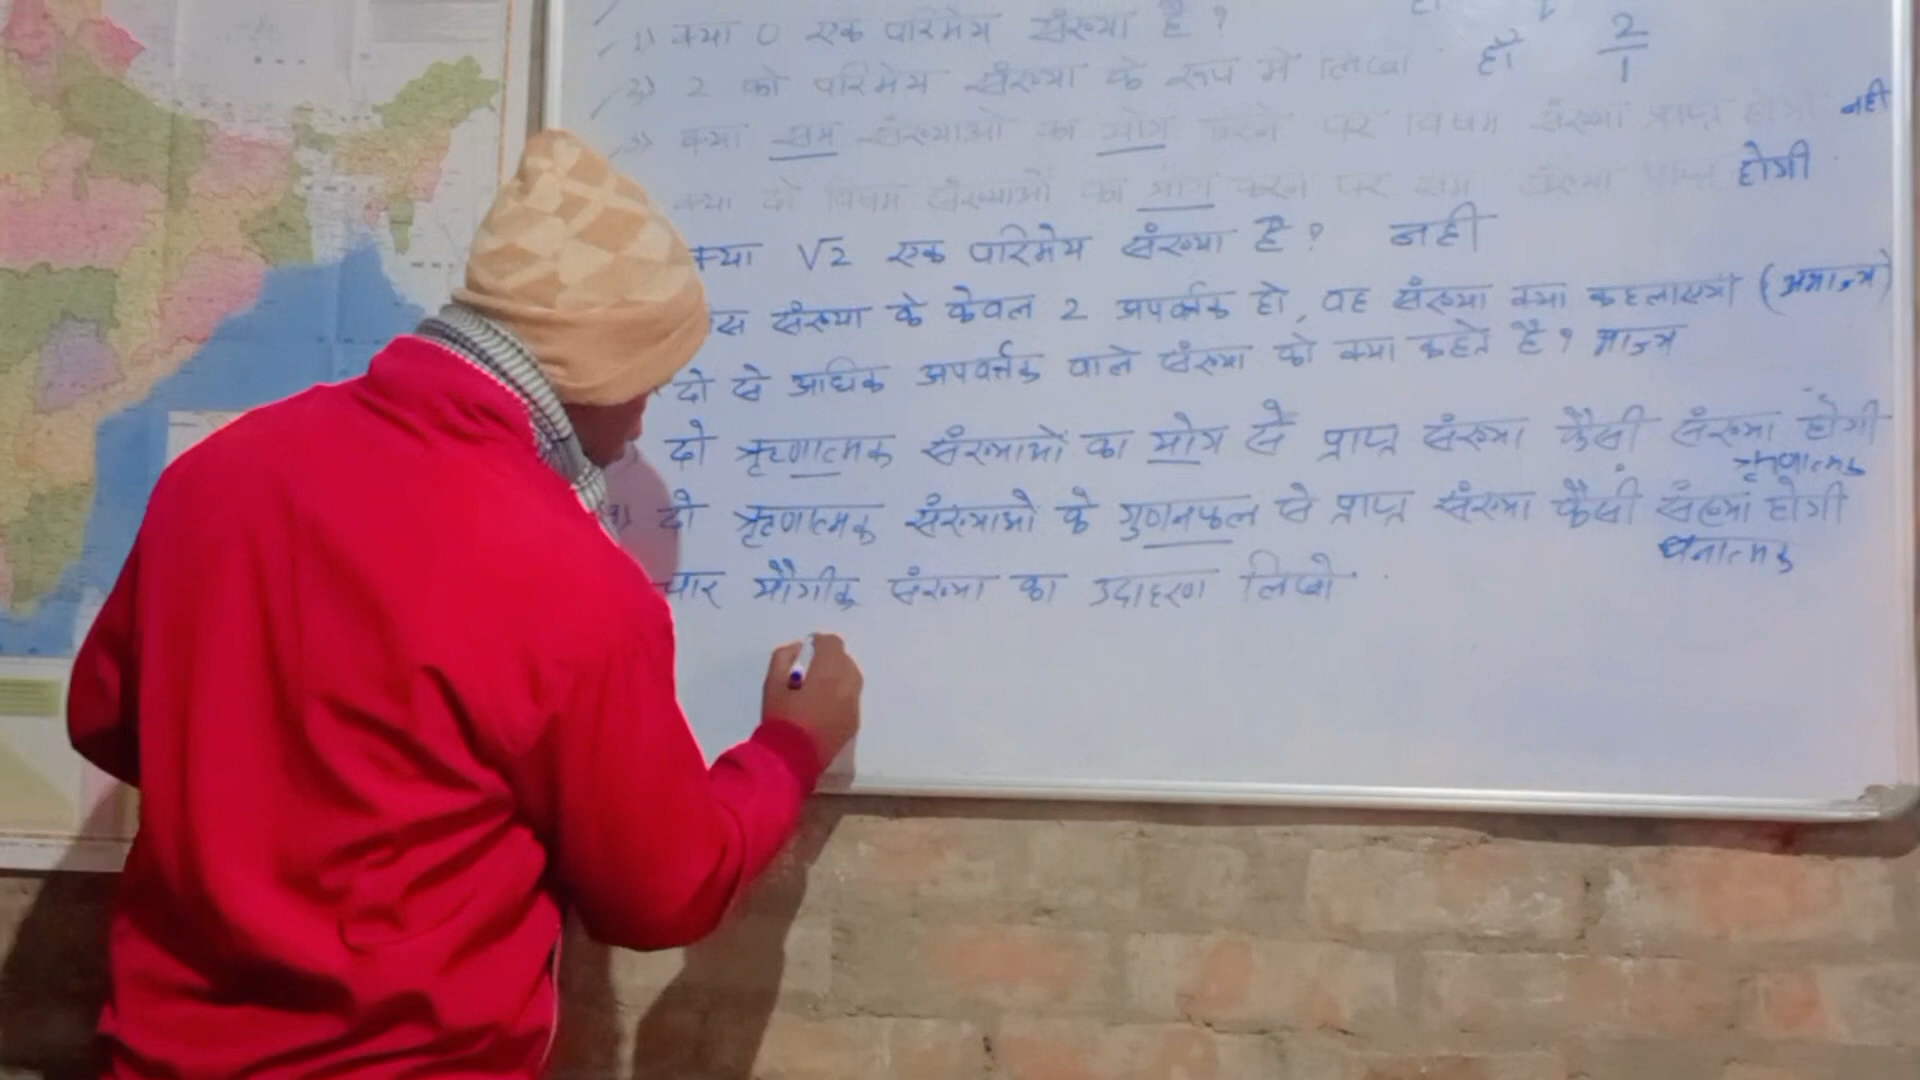 1) क्या 0 एक परिमेय संख्या है ?
2) 2 को परिमेय संख्या के रूप में लिखो हाँ 2/1
3) क्या सम संख्याओं का योग करने पर विषम संख्या प्राप्त होगी नही
क्या दो विषम संख्याओं का योग करने पर सम संख्या प्राप्त होगी
क्या √2 एक परिमेय संख्या है ? नही
स संख्या के केवल 2 अपवर्तक हो, वह संख्या क्या कहलाएगी (अभाज्य)
दो से अधिक अपवर्तक वाले संख्या को क्या कहते है ? भाज्य
दो ऋणात्मक संख्याओं का योग से प्राप्त संख्या कैसी संख्या होगी
ऋणात्मक
9) दो ऋणात्मक संख्याओ के गुणनफल से प्राप्त संख्या कैसी संख्या होगी
धनात्मक
चार यौगीक संख्या का उदाहरण लिखो